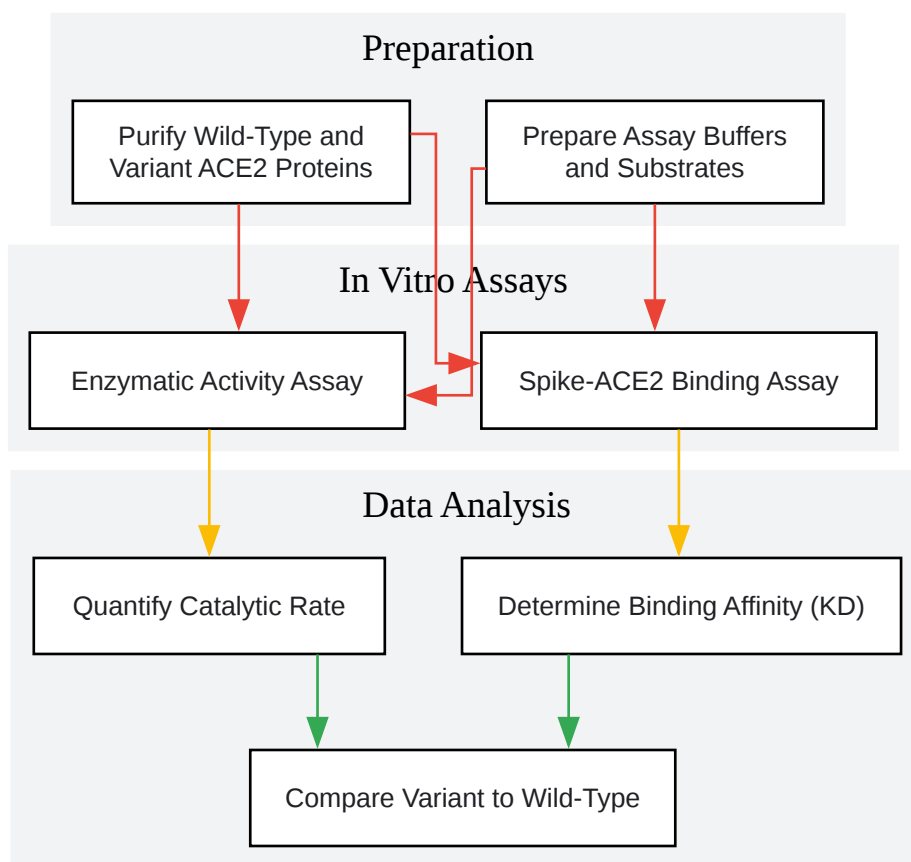 Preparation
Purify Wild-Type and
Variant ACE2 Proteins
Prepare Assay Buffers
and Substrates
In Vitro Assays
Enzymatic Activity Assay
Spike-ACE2 Binding Assay
Data Analysis
Quantify Catalytic Rate
Determine Binding Affinity (KD)
Compare Variant to Wild-Type